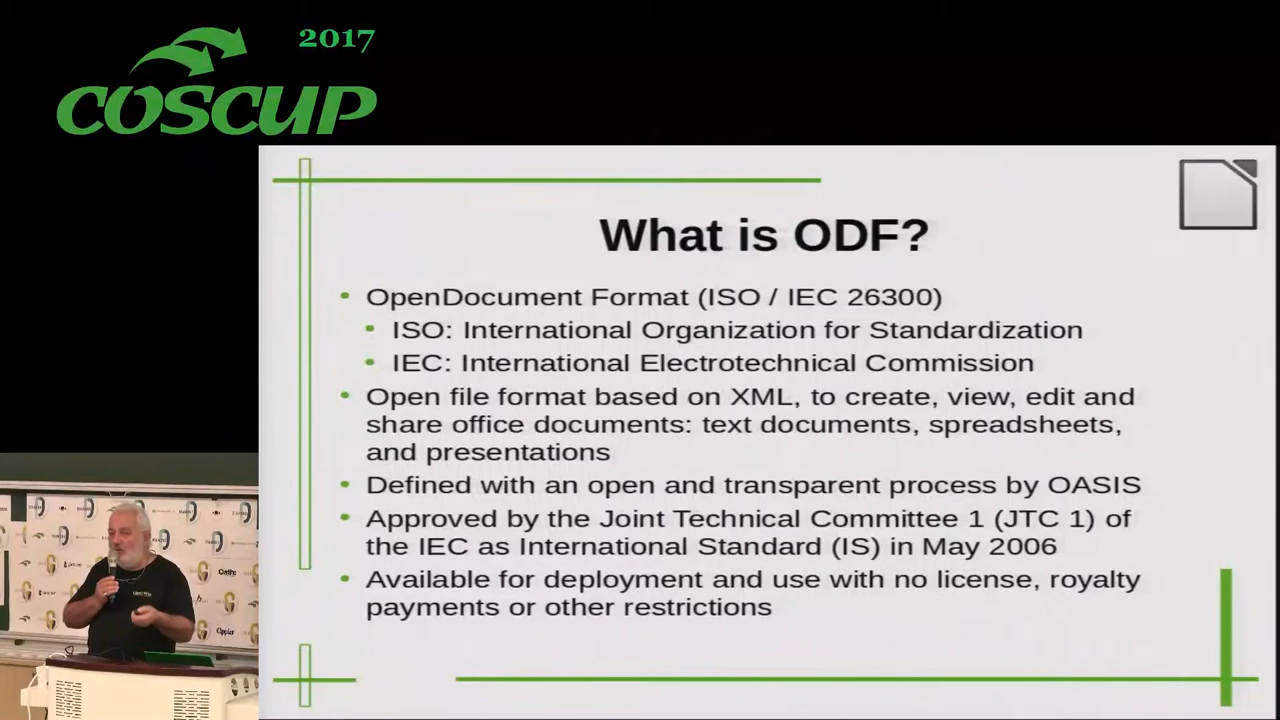 2017
COSCUP
What is ODF?
• OpenDocument Format (ISO / IEC 26300)
• ISO: International Organization for Standardization
• IEC: International Electrotechnical Commission
• Open file format based on XML, to create, view, edit and
share office documents: text documents, spreadsheets,
and presentations
• Defined with an open and transparent process by OASIS
• Approved by the Joint Technical Committee 1 (JTC 1) of
the IEC as International Standard (IS) in May 2006
• Available for deployment and use with no license, royalty
payments or other restrictions